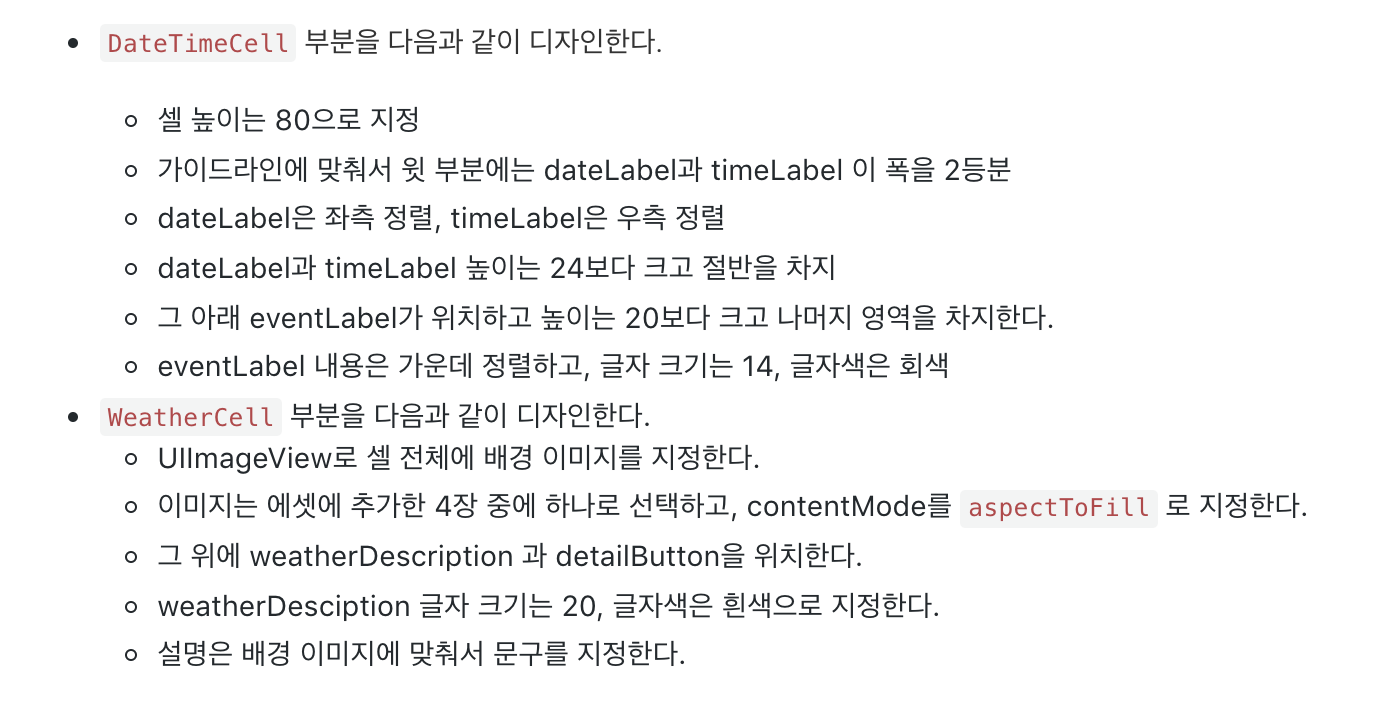 DateTimeCell 부분을 다음과 같이 디자인한다.
셀 높이는 80으로 지정
가이드라인에 맞춰서 윗 부분에는 dateLabel과 timeLabel 이 폭을 2등분
dateLabel은 좌측 정렬, timeLabel은 우측 정렬
dateLabel과 timeLabel 높이는 24보다 크고 절반을 차지
그 아래 eventLabel가 위치하고 높이는 20보다 크고 나머지 영역을 차지한다.
eventLabel 내용은 가운데 정렬하고, 글자 크기는 14, 글자색은 회색
WeatherCell 부분을 다음과 같이 디자인한다.
UIImageView로 셀 전체에 배경 이미지를 지정한다.
이미지는 에셋에 추가한 4장 중에 하나로 선택하고, contentMode를 aspectToFill 로 지정한다.
그 위에 weatherDescription 과 detailButton을 위치한다.
weatherDesciption 글자 크기는 20, 글자색은 흰색으로 지정한다.
설명은 배경 이미지에 맞춰서 문구를 지정한다.